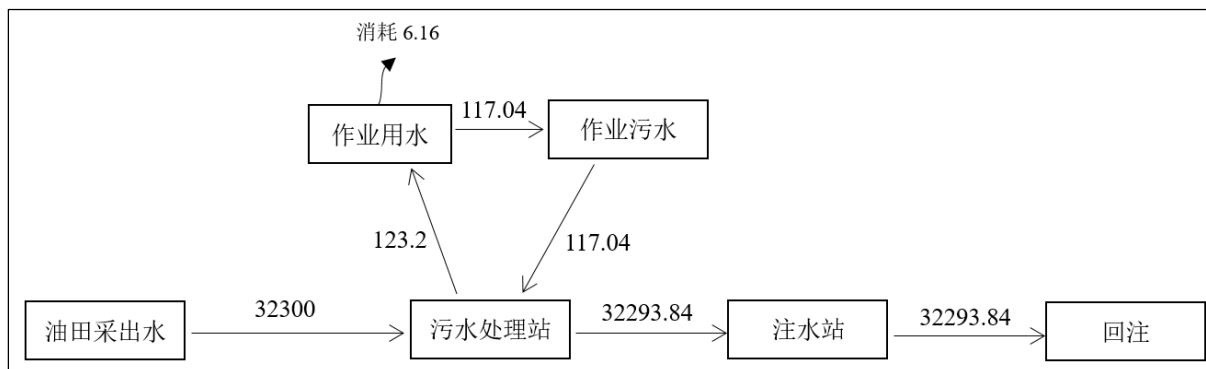 消耗 6.16
作业用水
117.04
作业污水
123.2
117.04
油田采出水
32300
污水处理站
32293.84
注水站
32293.84
回注